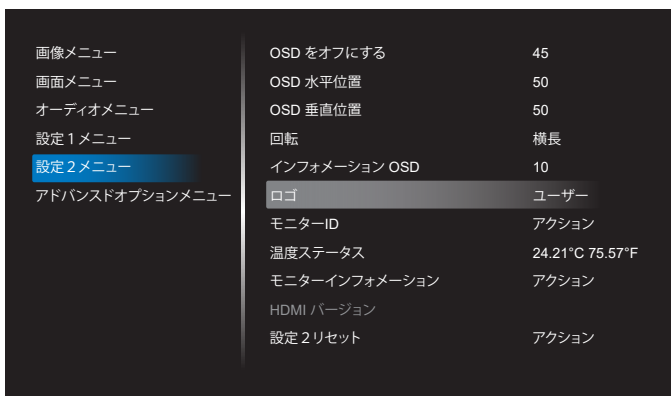 画像メニュー
画面メニュー
オーディオメニュー
設定1メニュー
設定2メニュー
アドバンスドオプションメニュー
OSD をオフにする 45
OSD 水平位置 50
OSD 垂直位置 50
回転 横長
インフォメーション OSD 10
ロゴ ユーザー
モニターID アクション
温度ステータス 24.21°C 75.57°F
モニターインフォメーション アクション
HDMI バージョン
設定2リセット アクション